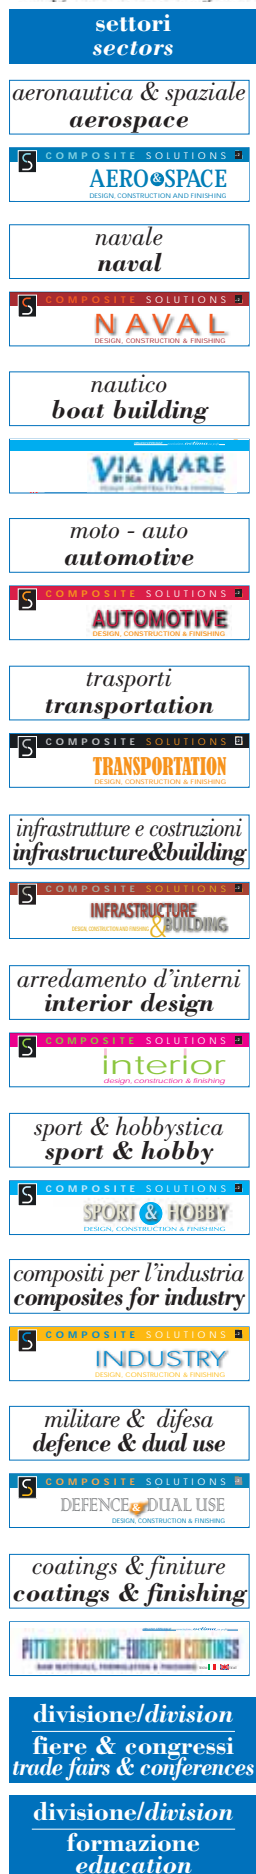 settori
sectors
aeronautica & spaziale
aerospace
COMPOSITE SOLUTIONS
AERO&SPACE
DESIGN, CONSTRUCTION AND FINISHING
navale
naval
COMPOSITE SOLUTIONS
NAVAL
DESIGN, CONSTRUCTION & FINISHING
nautico
boat building
VIA MARE
BY SEA
DESIGN - CONSTRUCTION & FINISHING
moto - auto
automotive
COMPOSITE SOLUTIONS
AUTOMOTIVE
DESIGN, CONSTRUCTION & FINISHING
trasporti
transportation
COMPOSITE SOLUTIONS
TRANSPORTATION
DESIGN, CONSTRUCTION & FINISHING
infrastrutture e costruzioni
infrastructure&building
COMPOSITE SOLUTIONS
INFRASTRUCTURE
DESIGN, CONSTRUCTION AND FINISHING &BUILDING
arredamento d'interni
interior design
COMPOSITE SOLUTIONS
interior
design, construction & finishing
sport & hobbystica
sport & hobby
COMPOSITE SOLUTIONS
SPORT & HOBBY
DESIGN, CONSTRUCTION & FINISHING
compositi per l'industria
composites for industry
COMPOSITE SOLUTIONS
INDUSTRY
DESIGN, CONSTRUCTION & FINISHING
militare & difesa
defence & dual use
COMPOSITE SOLUTIONS
DEFENCE & DUAL USE
DESIGN, CONSTRUCTION & FINISHING
coatings & finiture
coatings & finishing
PITTURE E VERNICI-EUROPEAN COATINGS
RAW MATERIALS, FORMULATION & FINISHING
divisione/division
fiere & congressi
trade fairs & conferences
divisione/division
formazione
education